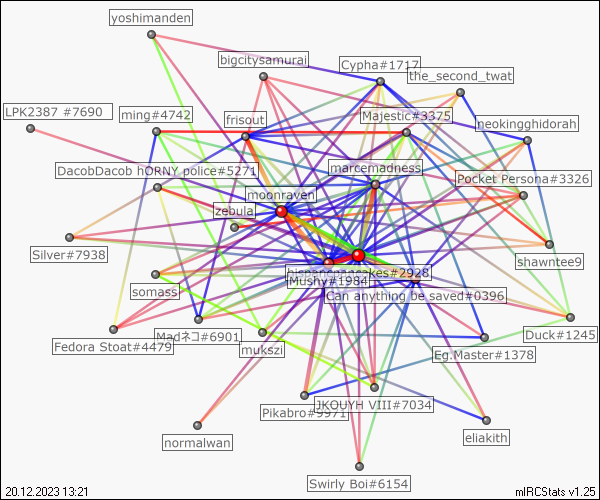 yoshimanden
bigcitysamurai
Cypha#1717
the_second_twat
LPK2387 #7690
ming#4742
frisout
Majestic#3375
neokingghidorah
DacobDacob hORNY police#5271
marcemadness
moonraven
Pocket Persona#3326
zebula
Silver#7938
shawntee9
hispanicpancakes#2928
Mushy#1984
somass
Can anything be saved#0396
Fedora Stoat#4479
Madネコ#6901
Duck#1245
mukszi
Eg.Master#1378
JKOUYH VIII#7034
Pikabro#9971
eliakith
normalwan
Swirly Boi#6154
20.12.2023 13:21
mIRCStats v1.25